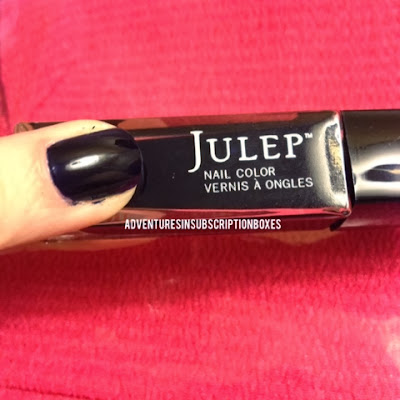 JULEP™
NAIL COLOR
VERNIS À ONGLES
ADVENTURESINSUBSCRIPTIONBOXES